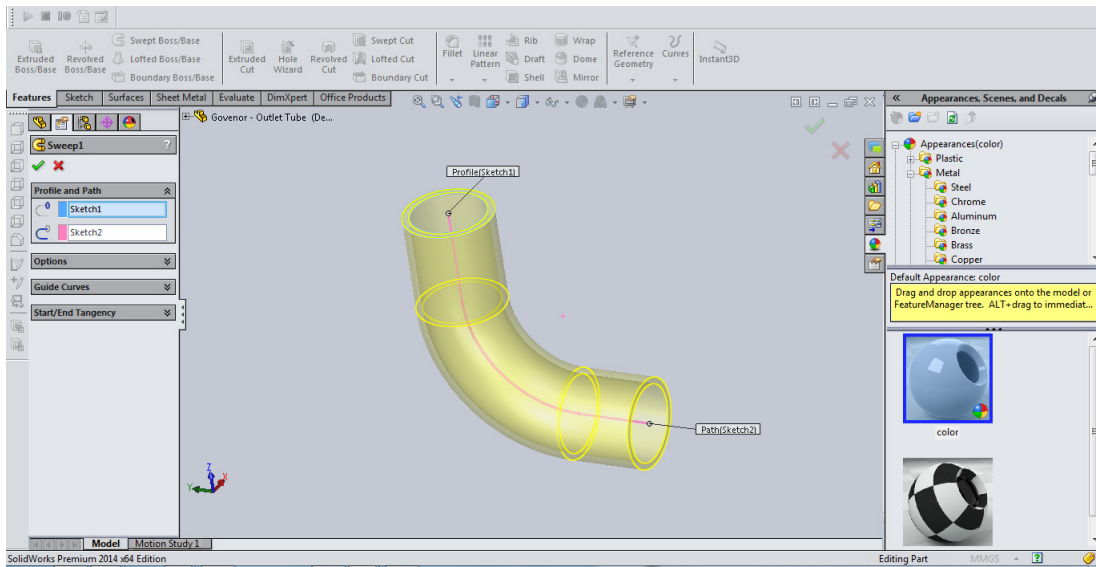 Extruded Boss/Base
Revolved Boss/Base
Swept Boss/Base
Lofted Boss/Base
Boundary Boss/Base
Extruded Cut
Hole Wizard
Revolved Cut
Swept Cut
Lofted Cut
Boundary Cut
Fillet
Linear Pattern
Rib
Draft
Shell
Wrap
Dome
Mirror
Reference Geometry
Curves
Instant3D
Features
Sketch
Surfaces
Sheet Metal
Evaluate
DimXpert
Office Products
Govenor - Outlet Tube (De...
Sweep1
?
Profile and Path
Sketch1
Sketch2
Options
Guide Curves
Start/End Tangency
Profile(Sketch1)
Path(Sketch2)
Z
X
Y
Appearances, Scenes, and Decals
Appearances(color)
Plastic
Metal
Steel
Chrome
Aluminum
Bronze
Brass
Copper
Default Appearance: color
Drag and drop appearances onto the model or
FeatureManager tree. ALT+drag to immediat...
color
Model
Motion Study 1
SolidWorks Premium 2014 x64 Edition
Editing Part
MMGS
?